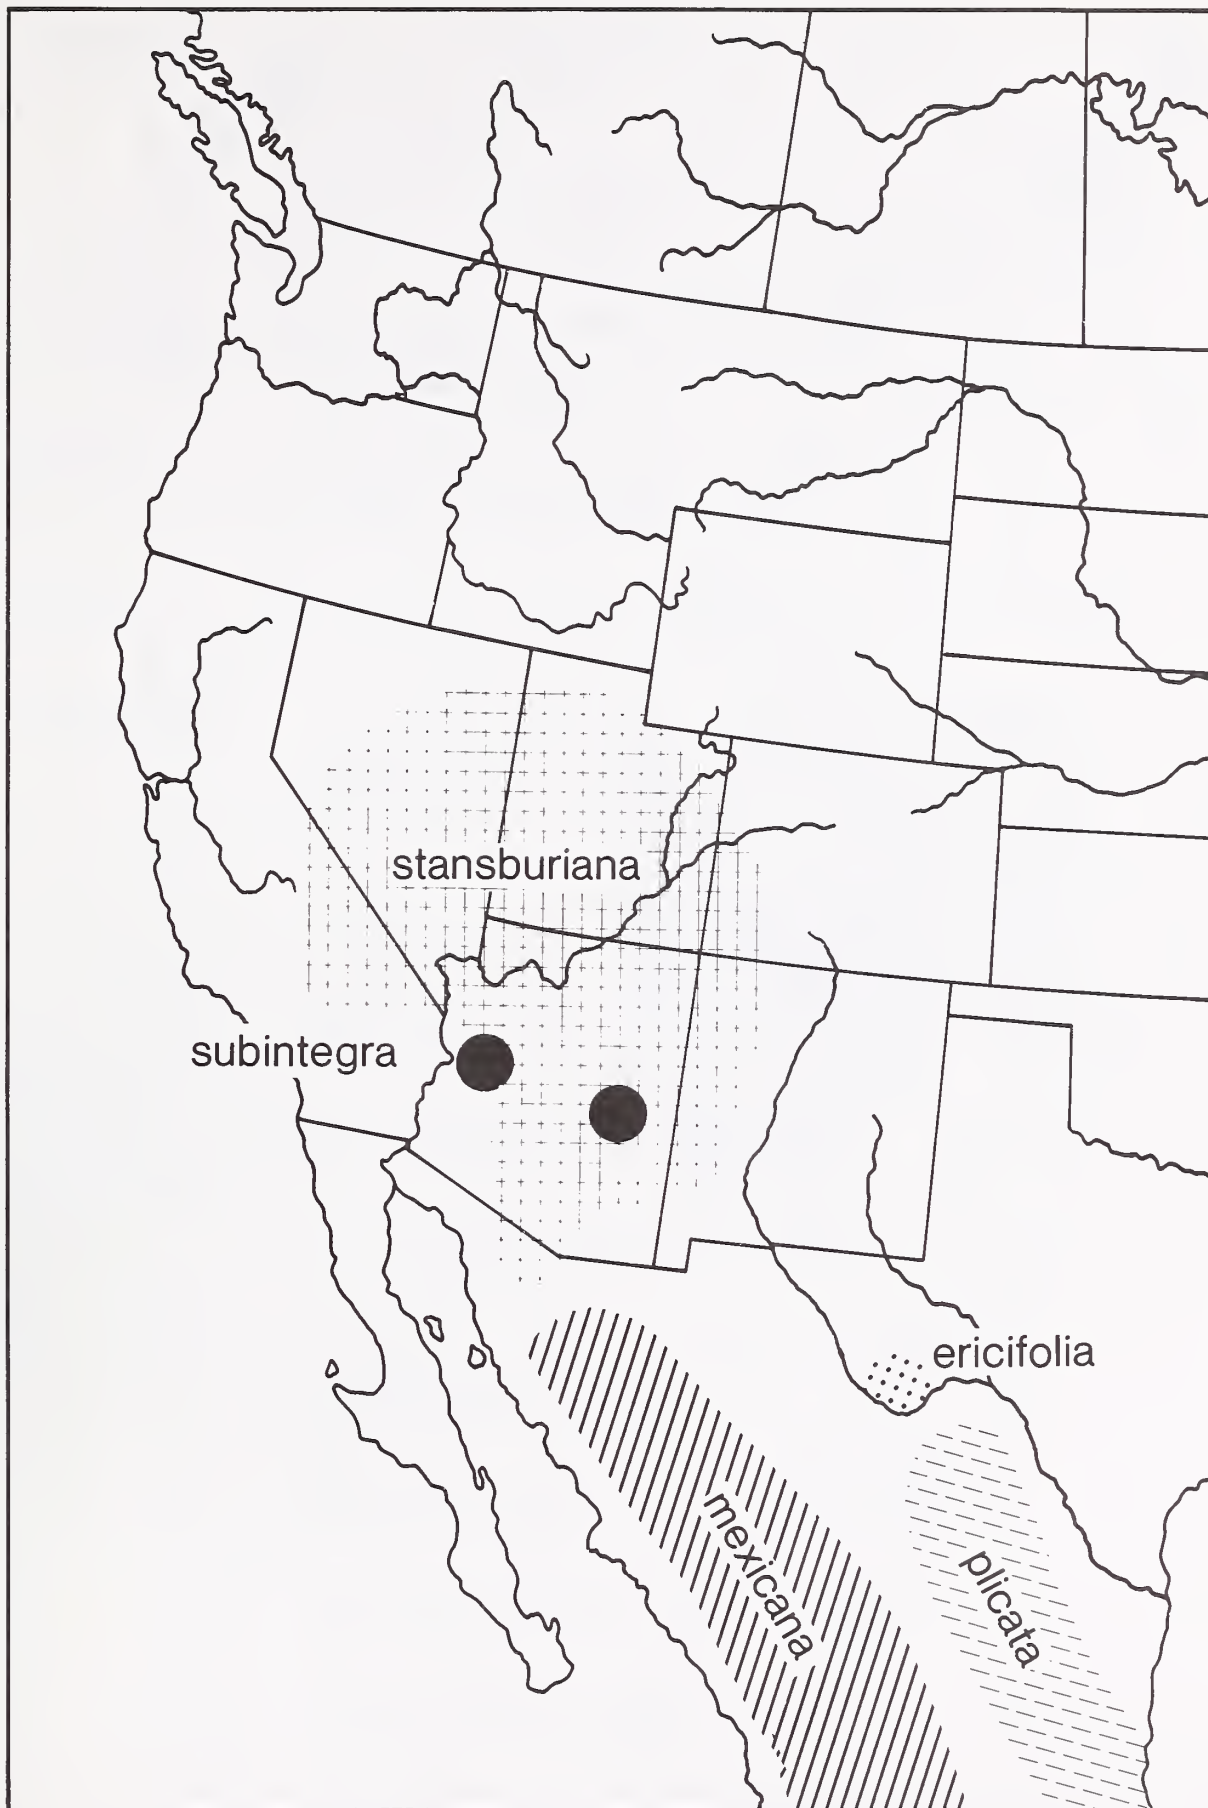 stansburiana
subintegra
ericifolia
mexicana
plicata